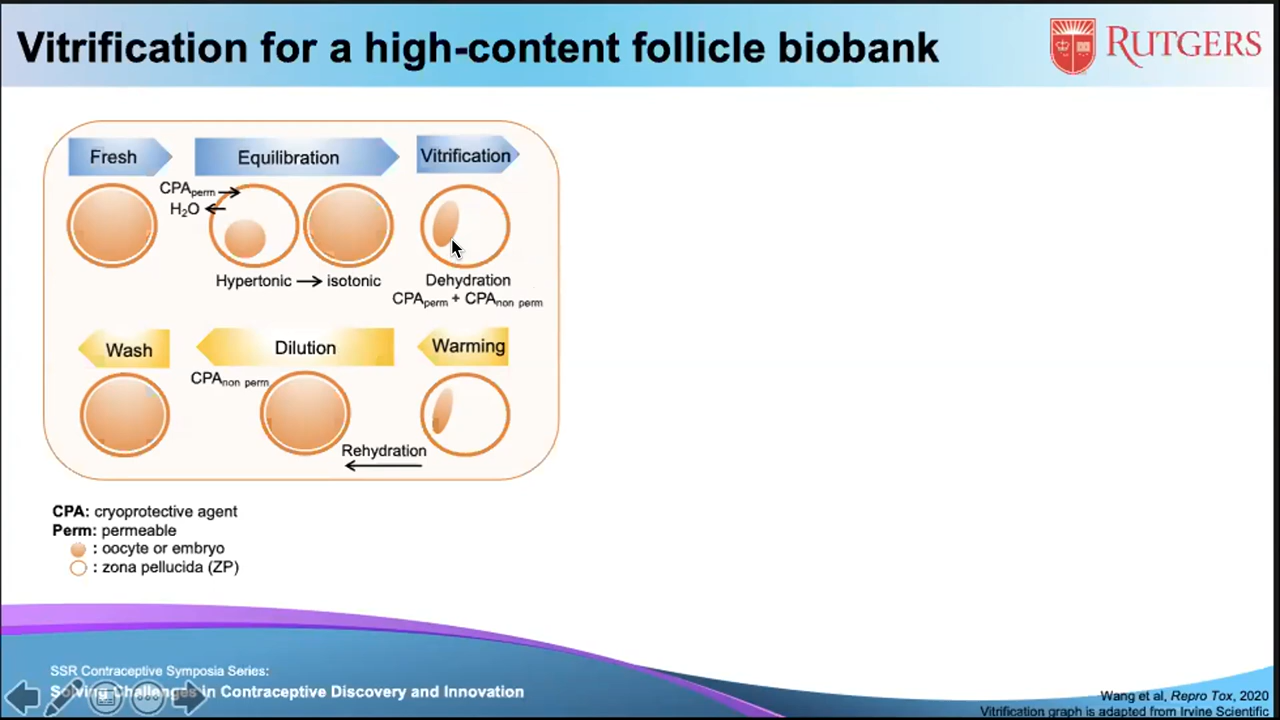 Vitrification for a high-content follicle biobank
RUTGERS
Fresh
Equilibration
Vitrification
CPAperm
H2O
Hypertonic → isotonic
Dehydration
CPAperm + CPAnon perm
Wash
Dilution
Warming
CPAnon perm
Rehydration
CPA: cryoprotective agent
Perm: permeable
: oocyte or embryo
: zona pellucida (ZP)
SSR Contraceptive Symposia Series:
Solving Challenges in Contraceptive Discovery and Innovation
Wang et al, Repro Tox, 2020
Vitrification graph is adapted from Irvine Scientific